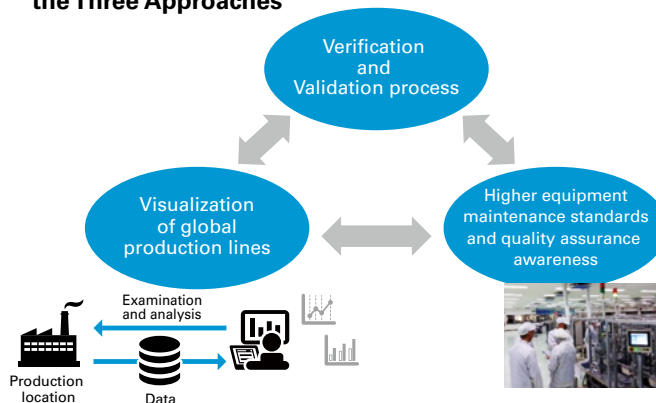 the Three Approaches
Verification
and
Validation process
Visualization
of global
production lines
Higher equipment
maintenance standards
and quality assurance
awareness
Examination
and analysis
Production
location
Data